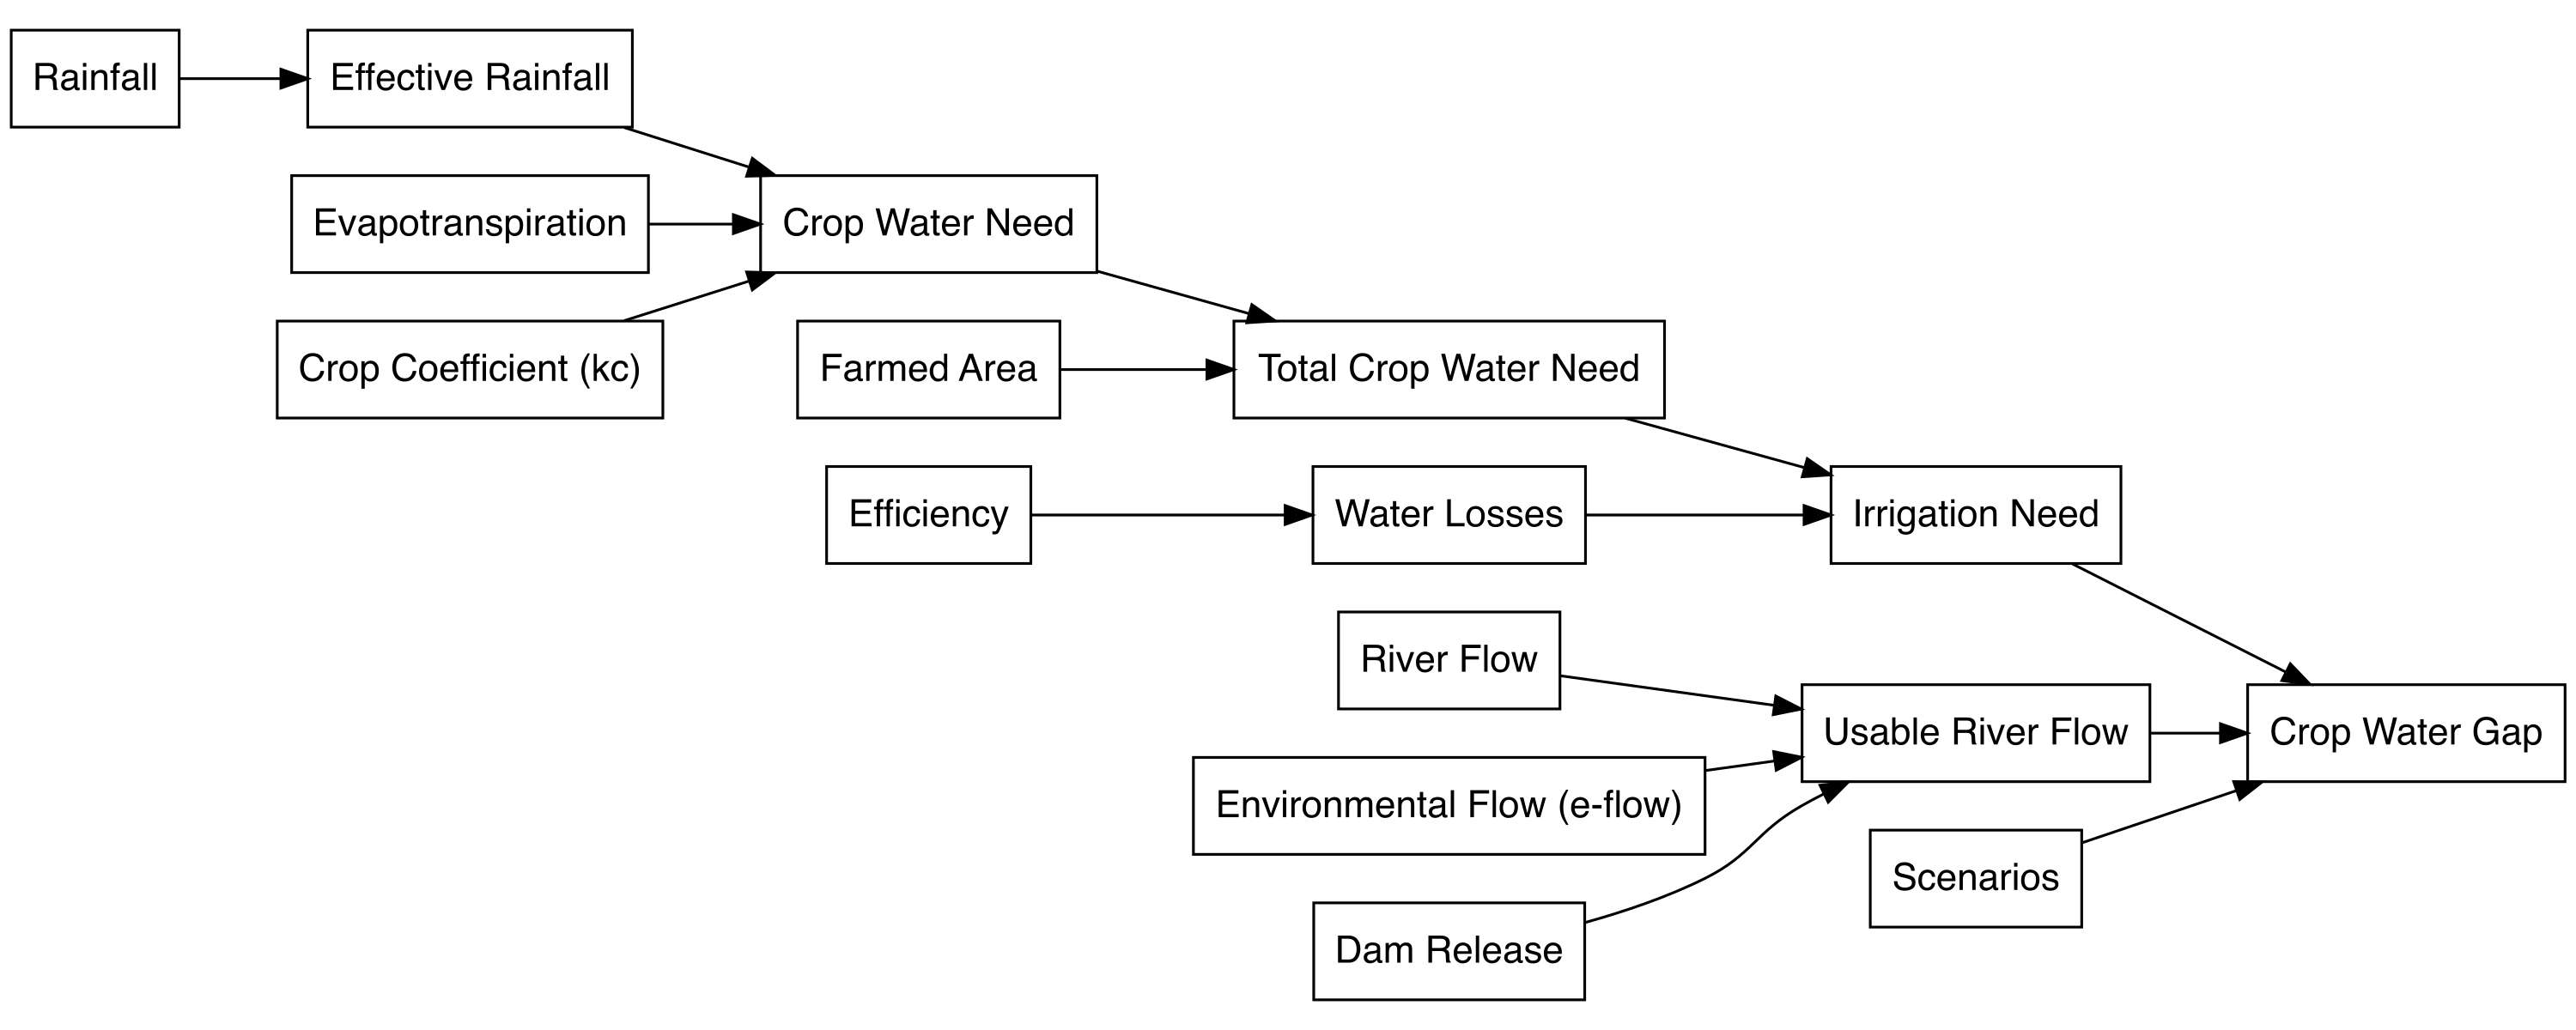 Rainfall
Effective Rainfall
Evapotranspiration
Crop Water Need
Crop Coefficient (kc)
Farmed Area
Total Crop Water Need
Efficiency
Water Losses
Irrigation Need
River Flow
Usable River Flow
Crop Water Gap
Environmental Flow (e-flow)
Scenarios
Dam Release